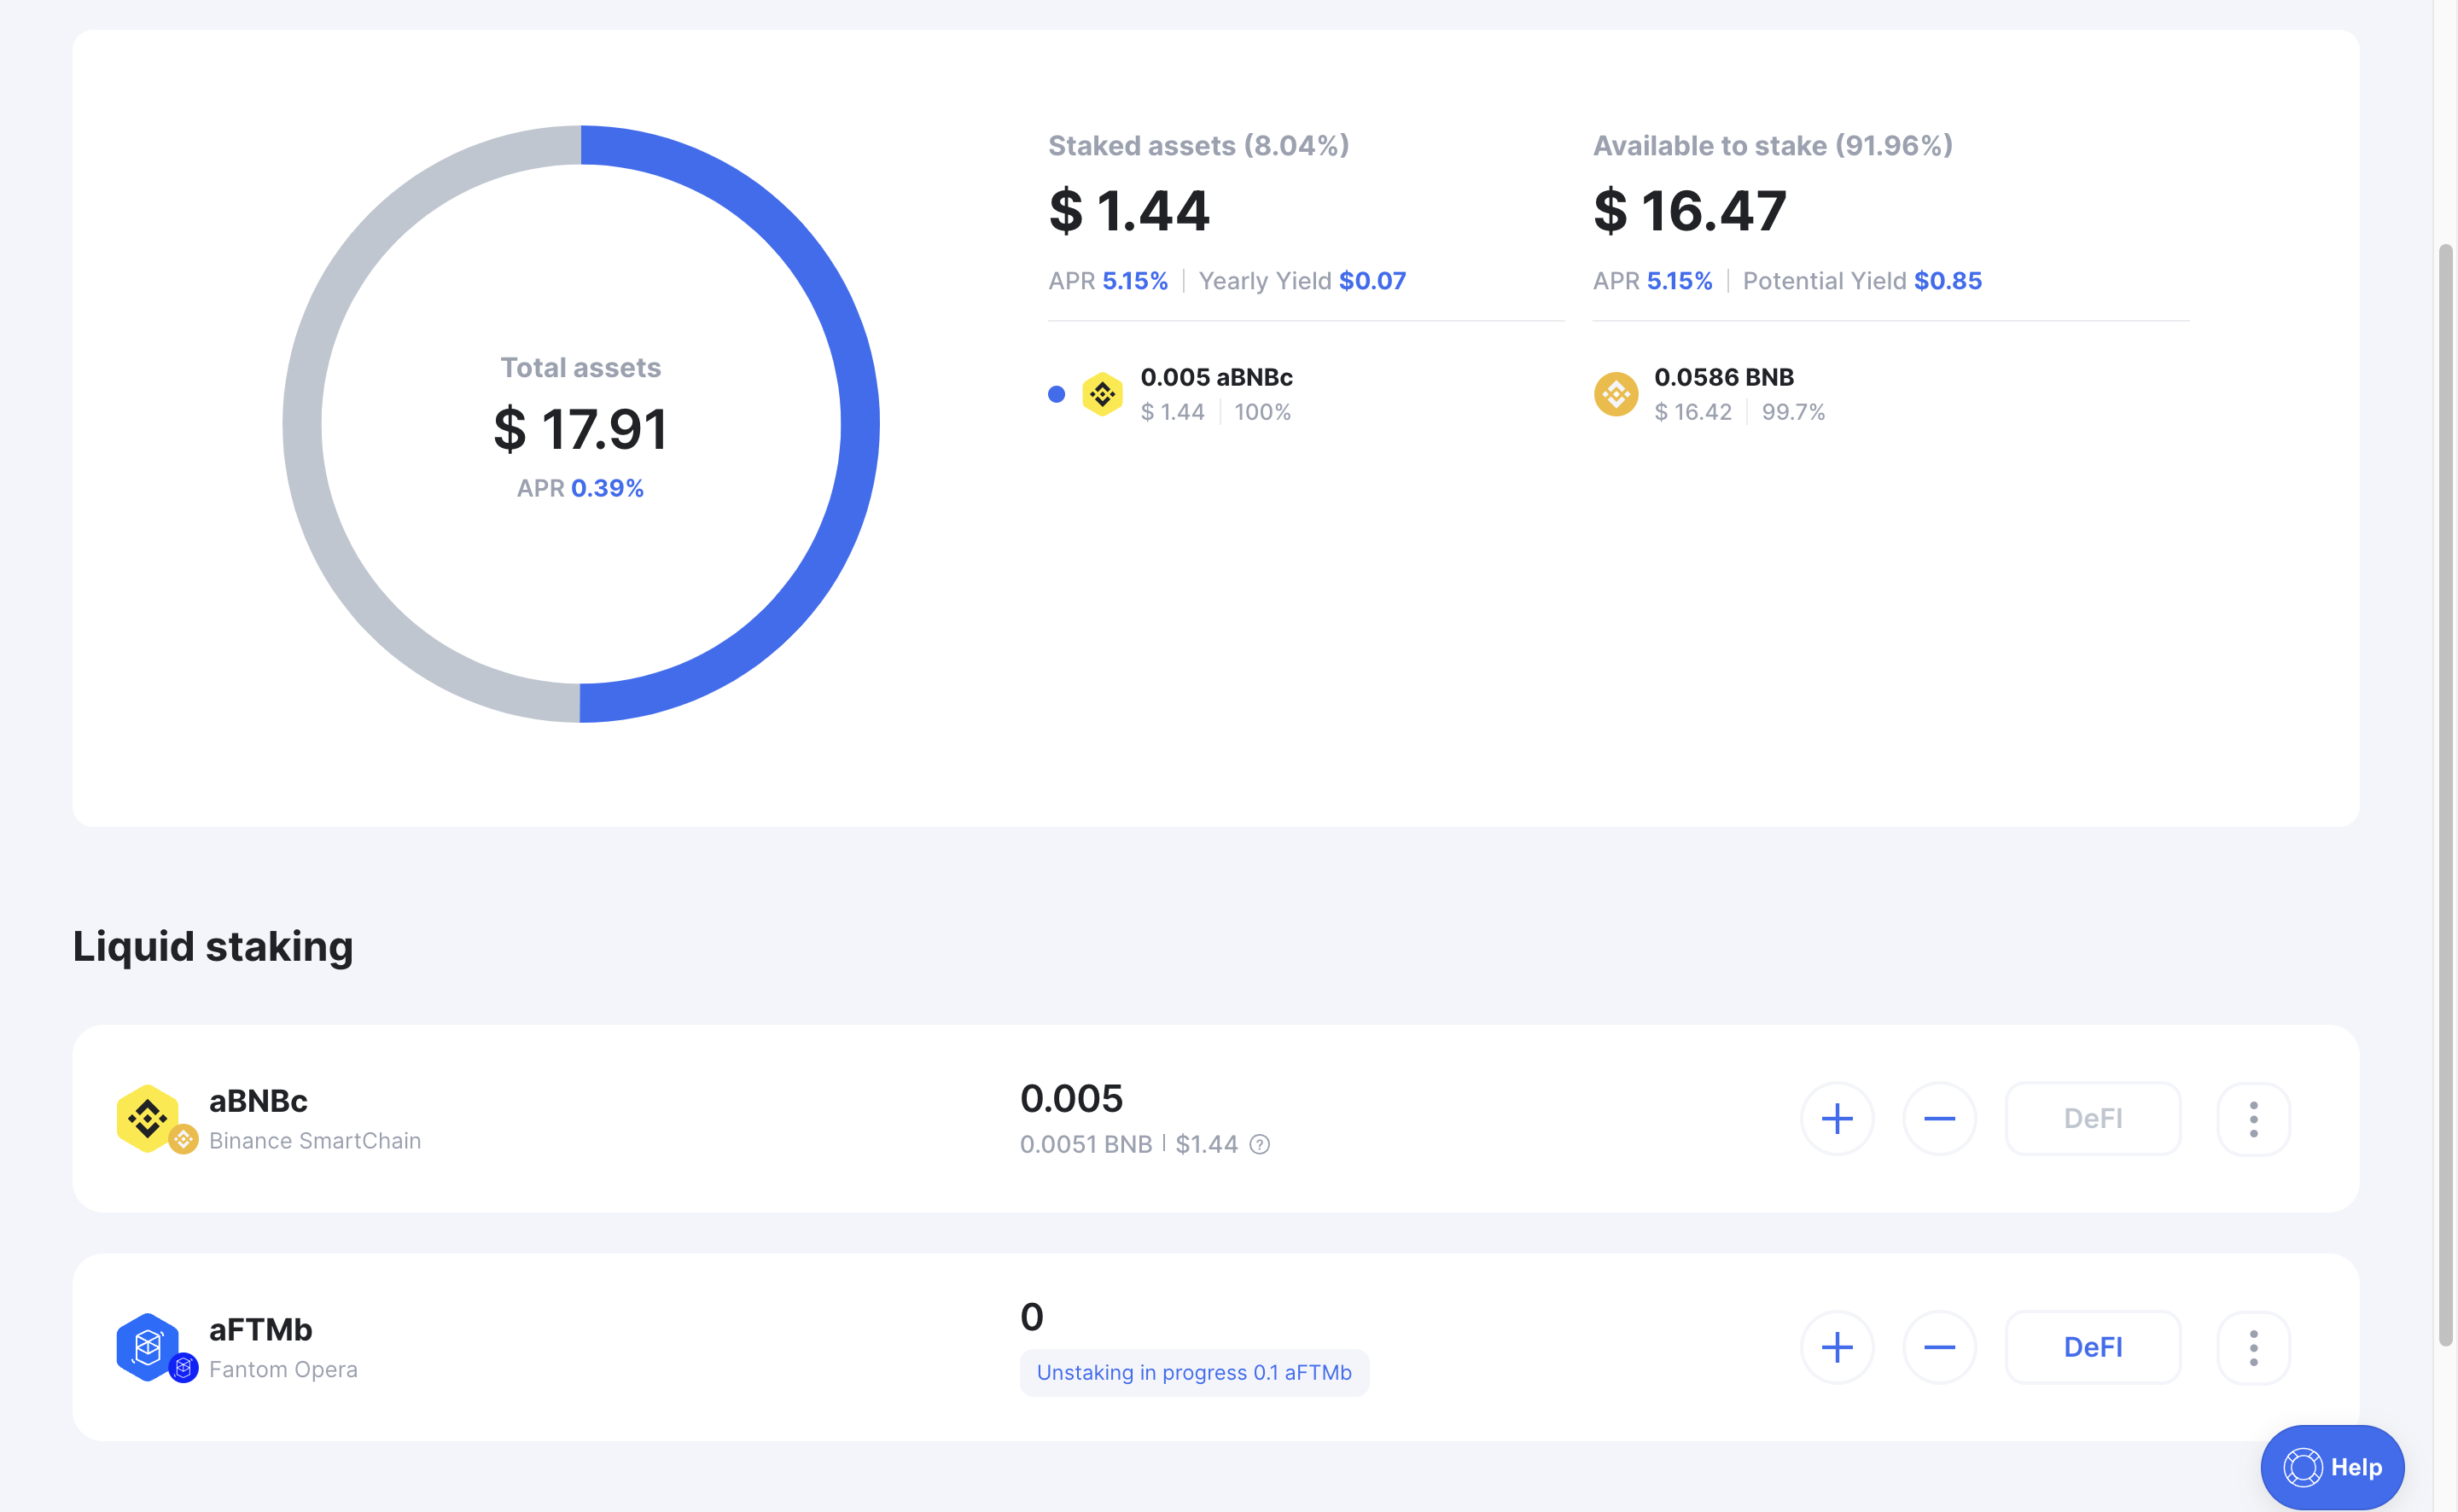 Total assets
$ 17.91
APR 0.39%
Staked assets (8.04%)
$ 1.44
APR 5.15% | Yearly Yield $0.07
0.005 aBNBc
$ 1.44 | 100%
Available to stake (91.96%)
$ 16.47
APR 5.15% | Potential Yield $0.85
0.0586 BNB
$ 16.42 | 99.7%
Liquid staking
aBNBc
Binance SmartChain
0.005
0.0051 BNB | $1.44 ?
DeFI
aFTMb
Fantom Opera
0
Unstaking in progress 0.1 aFTMb
DeFI
Help